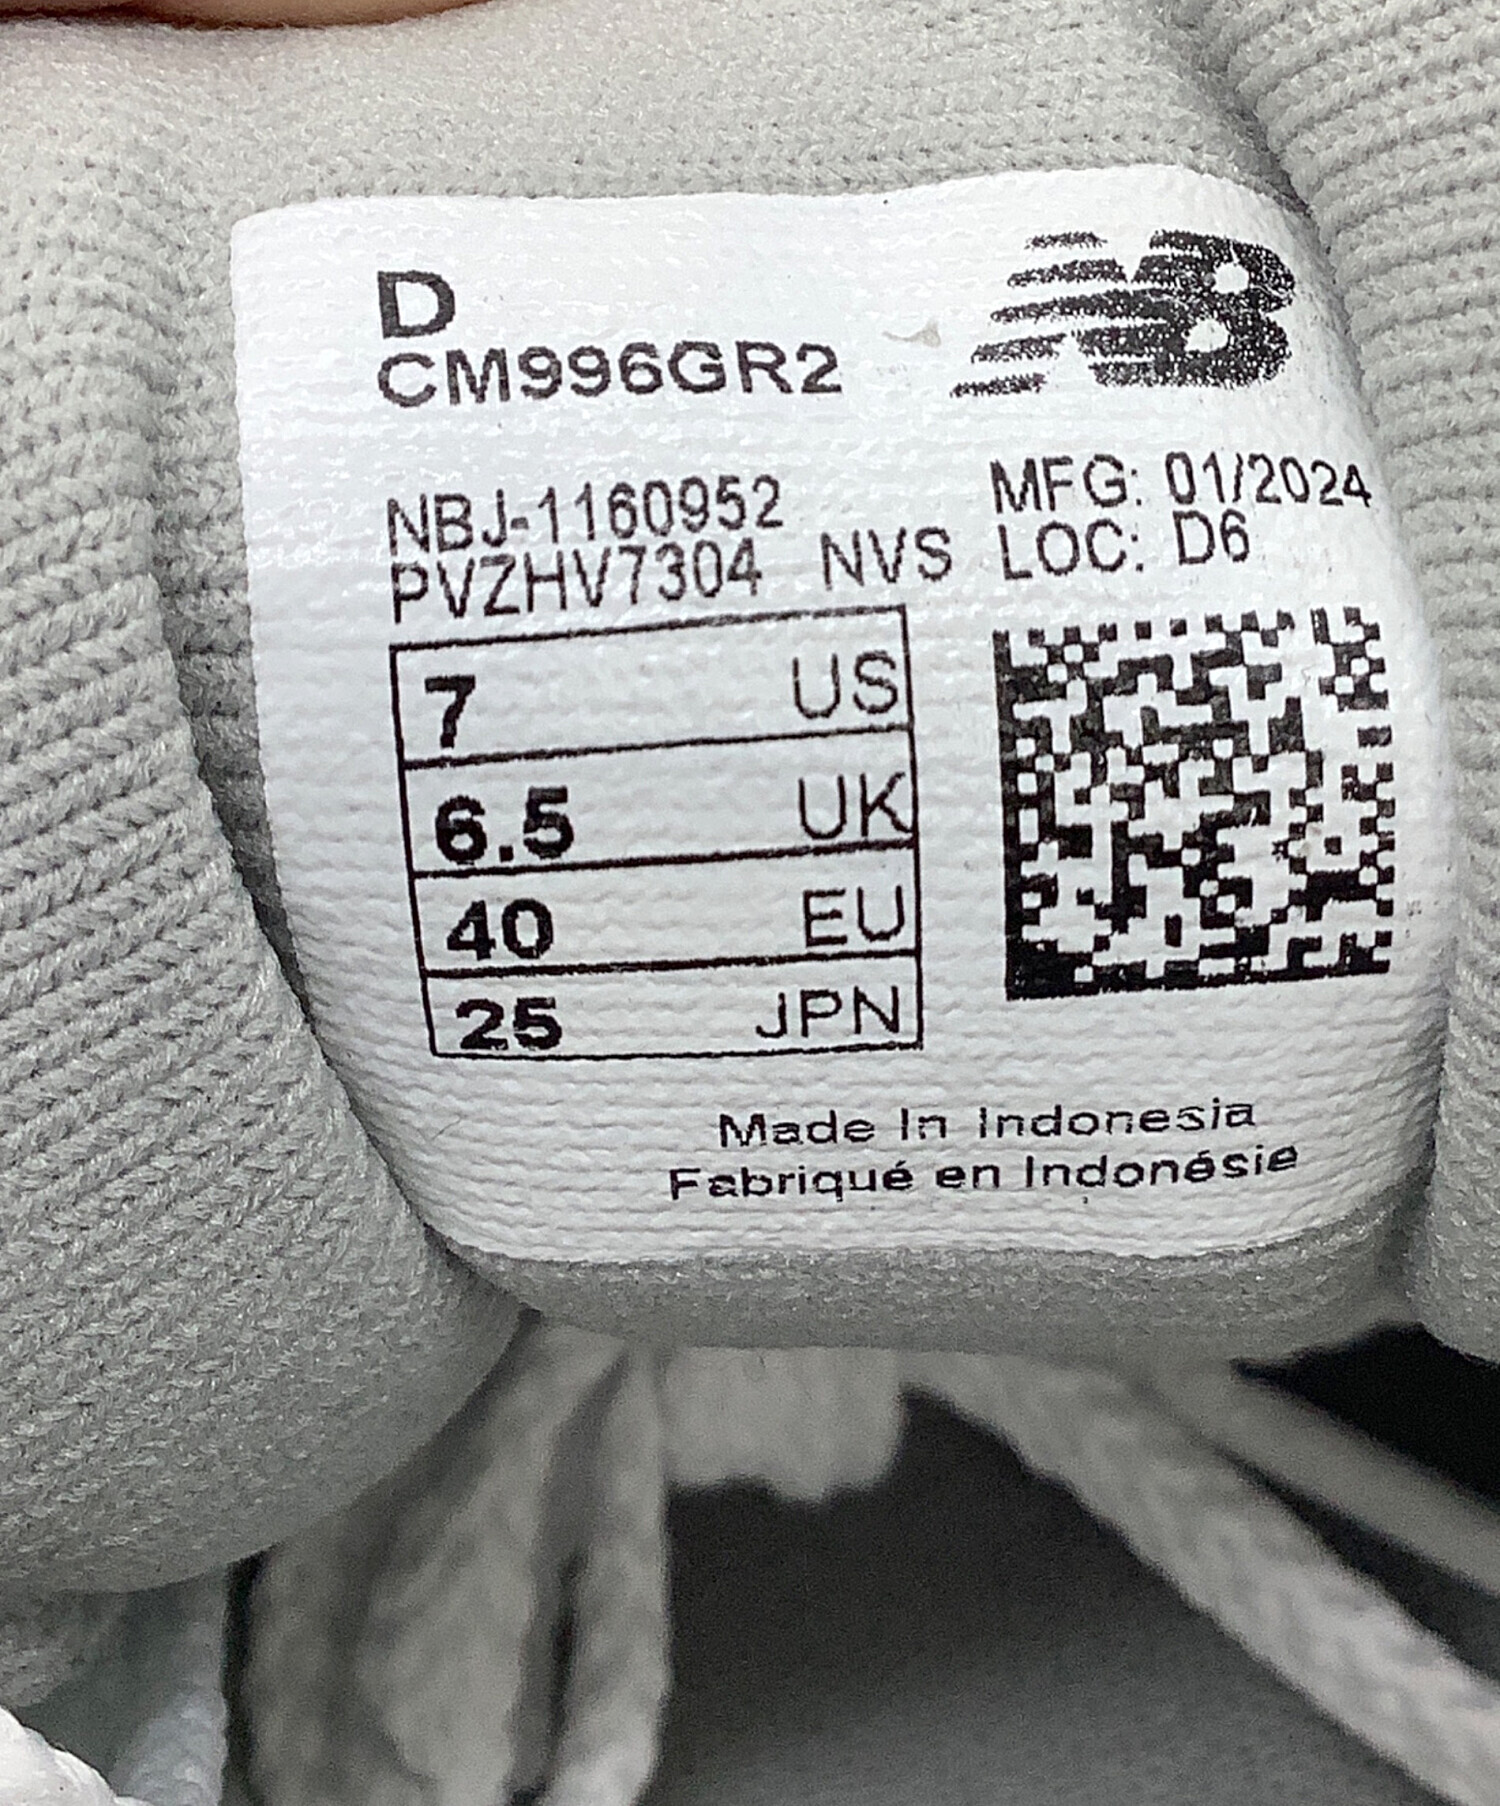 D
CM996GR2
NB
NBJ-1160952
PVZHV7304 NVS
MFG: 01/2024
LOC: D6
7 US
6.5 UK
40 EU
25 JPN
Made In Indonesia
Fabriqué en Indonésie